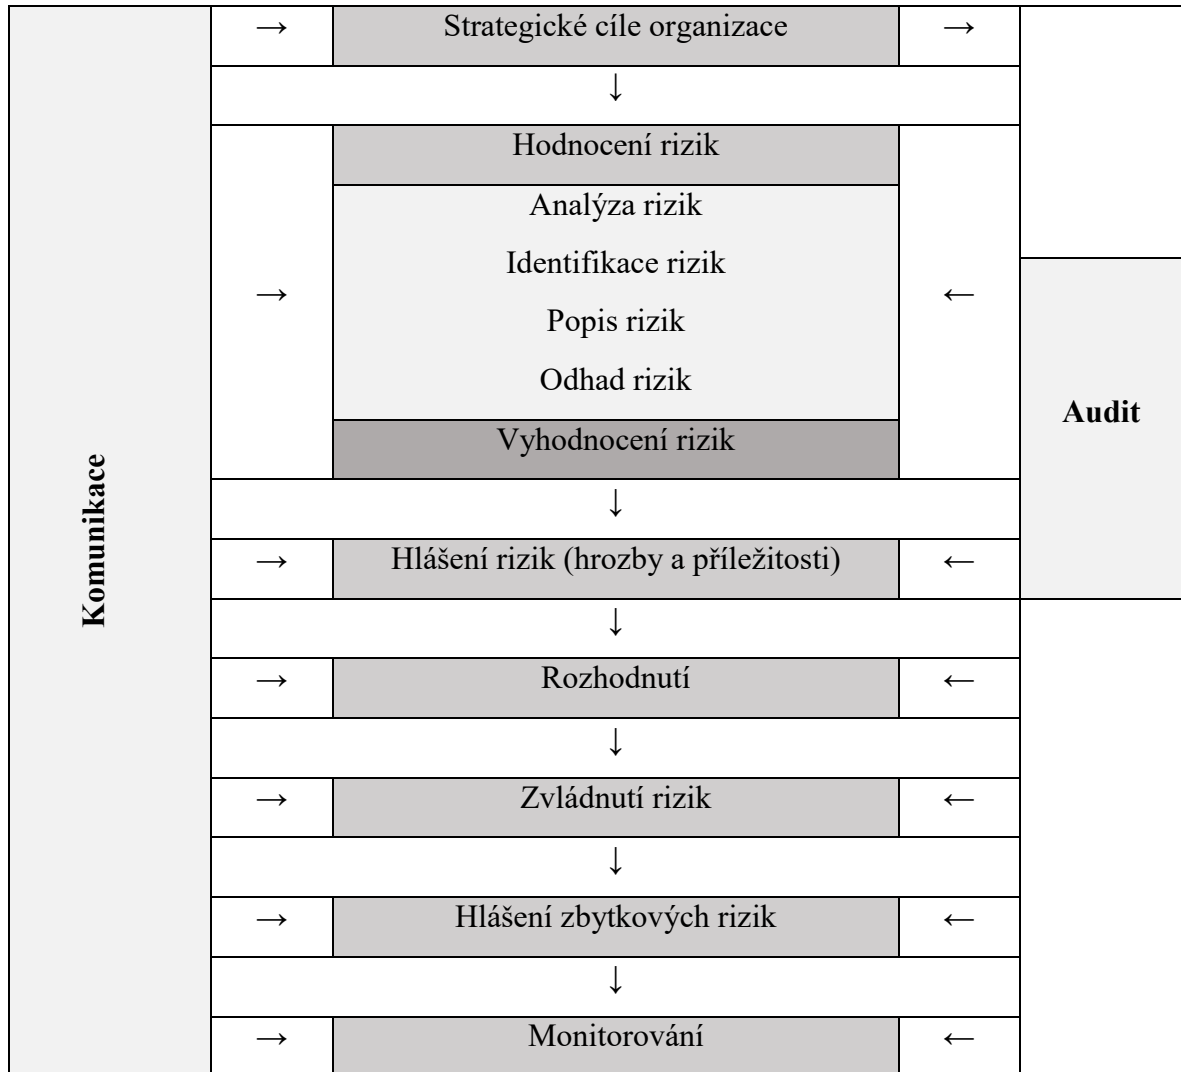 Komunikace
→ Strategické cíle organizace →
↓
Hodnocení rizik
Analýza rizik
Identifikace rizik
→ ←
Popis rizik
Odhad rizik
Audit
Vyhodnocení rizik
↓
→ Hlášení rizik (hrozby a příležitosti) ←
↓
→ Rozhodnutí ←
↓
→ Zvládnutí rizik ←
↓
→ Hlášení zbytkových rizik ←
↓
→ Monitorování ←